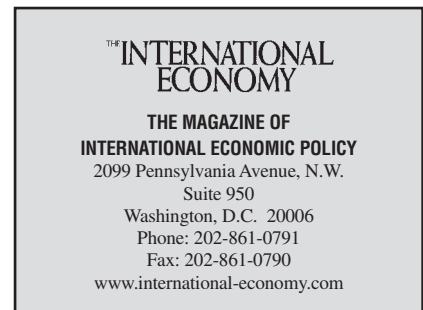 THE INTERNATIONAL
ECONOMY
THE MAGAZINE OF
INTERNATIONAL ECONOMIC POLICY
2099 Pennsylvania Avenue, N.W.
Suite 950
Washington, D.C. 20006
Phone: 202-861-0791
Fax: 202-861-0790
www.international-economy.com